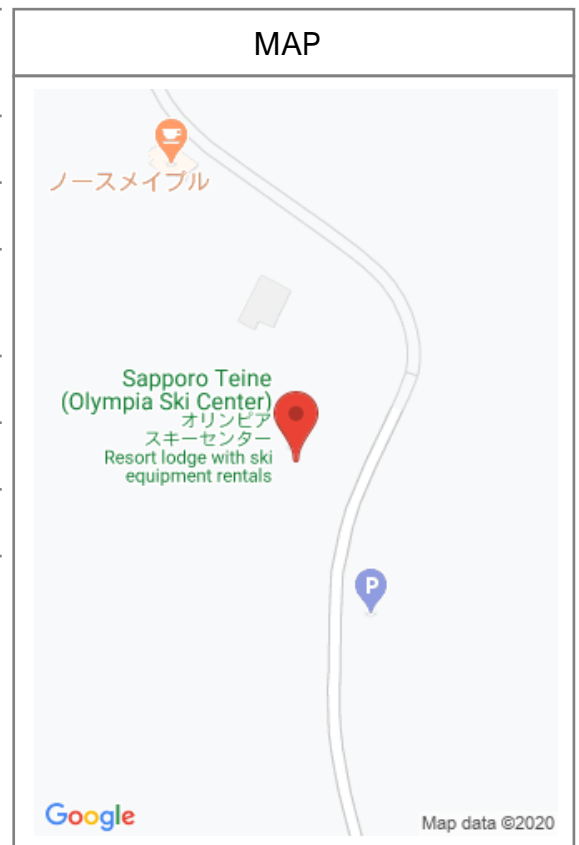 MAP
ノースメイプル
Sapporo Teine
(Olympia Ski Center)
オリンピア
スキーセンター
Resort lodge with ski
equipment rentals
P
Google
Map data ©2020